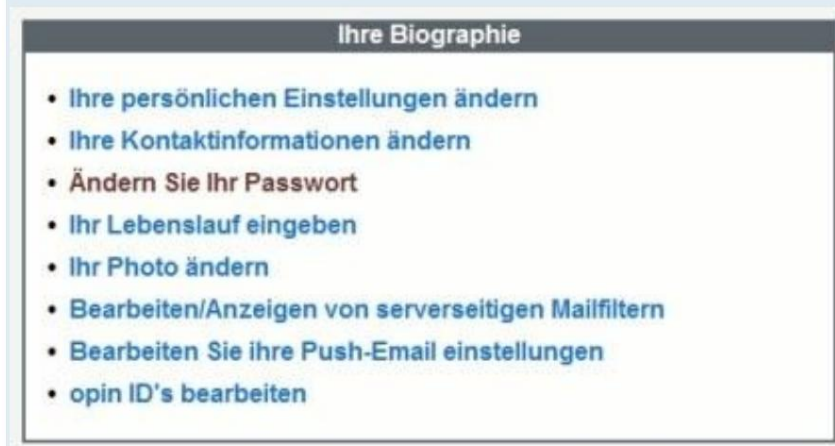 Ihre Biographie
Ihre persönlichen Einstellungen ändern
Ihre Kontaktinformationen ändern
Ändern Sie Ihr Passwort
Ihr Lebenslauf eingeben
Ihr Photo ändern
Bearbeiten/Anzeigen von serverseitigen Mailfiltern
Bearbeiten Sie ihre Push-Email einstellungen
opin ID's bearbeiten